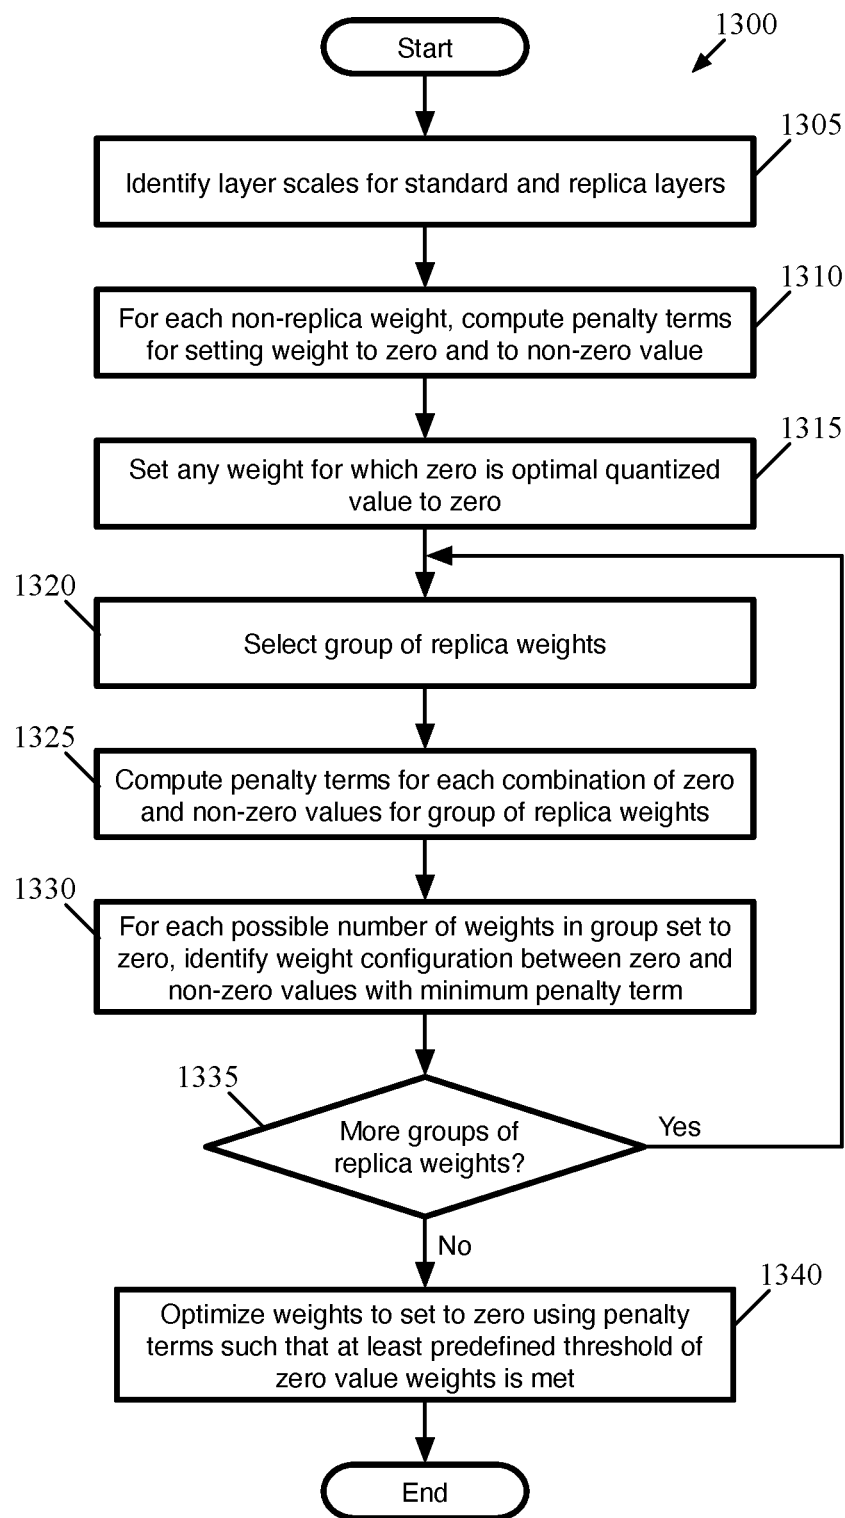 Start
1300
1305
Identify layer scales for standard and replica layers
1310
For each non-replica weight, compute penalty terms
for setting weight to zero and to non-zero value
1315
Set any weight for which zero is optimal quantized
value to zero
1320
Select group of replica weights
1325
Compute penalty terms for each combination of zero
and non-zero values for group of replica weights
1330
For each possible number of weights in group set to
zero, identify weight configuration between zero and
non-zero values with minimum penalty term
1335
More groups of
replica weights?
Yes
No
1340
Optimize weights to set to zero using penalty
terms such that at least predefined threshold of
zero value weights is met
End